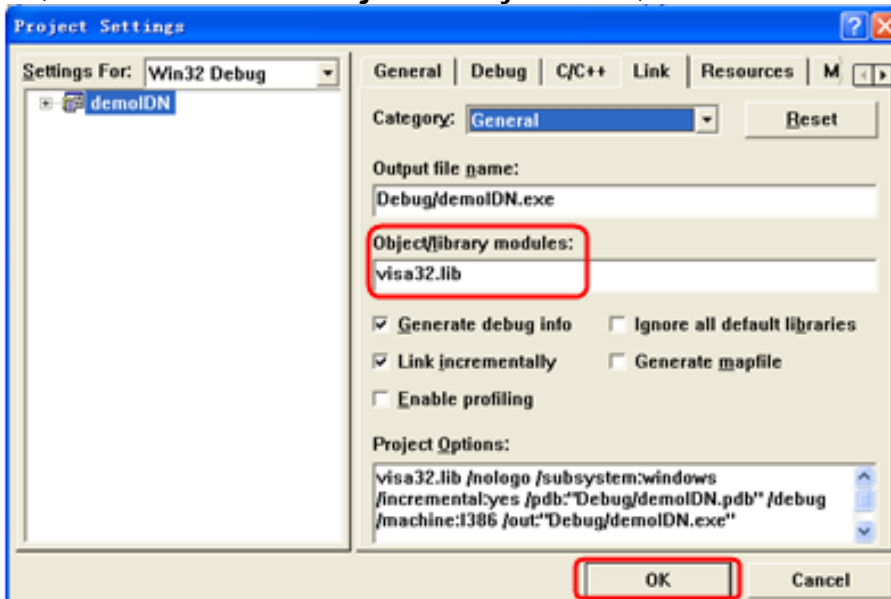 Project Settings
Settings For: Win32 Debug
General Debug C/C++ Link Resources M
demoIDN
Category: General Reset
Output file name:
Debug/demoIDN.exe
Object/library modules:
visa32.lib
Generate debug info Ignore all default libraries
Link incrementally Generate mapfile
Enable profiling
Project Options:
visa32.lib /nologo /subsystem:windows
/incremental:yes /pdb:"Debug/demoIDN.pdb" /debug
/machine:I386 /out:"Debug/demoIDN.exe"
OK Cancel